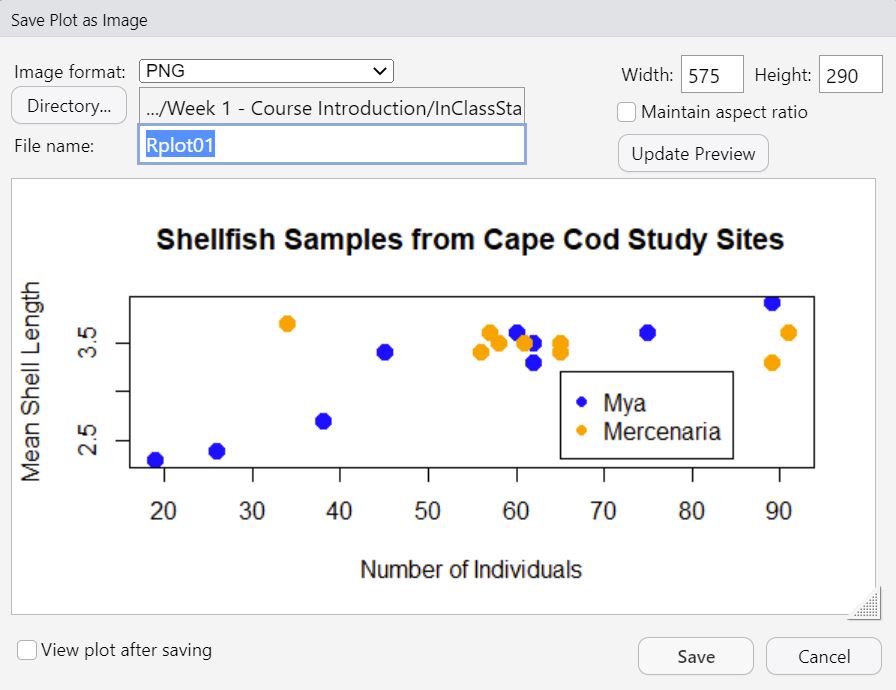 Save Plot as Image
Image format: PNG
Width: 575 Height: 290
Directory... .../Week 1 - Course Introduction/InClassSta
Maintain aspect ratio
File name: Rplot01
Update Preview
Shellfish Samples from Cape Cod Study Sites
Mean Shell Length
3.5
2.5
Mya
Mercenaria
20 30 40 50 60 70 80 90
Number of Individuals
View plot after saving
Save Cancel